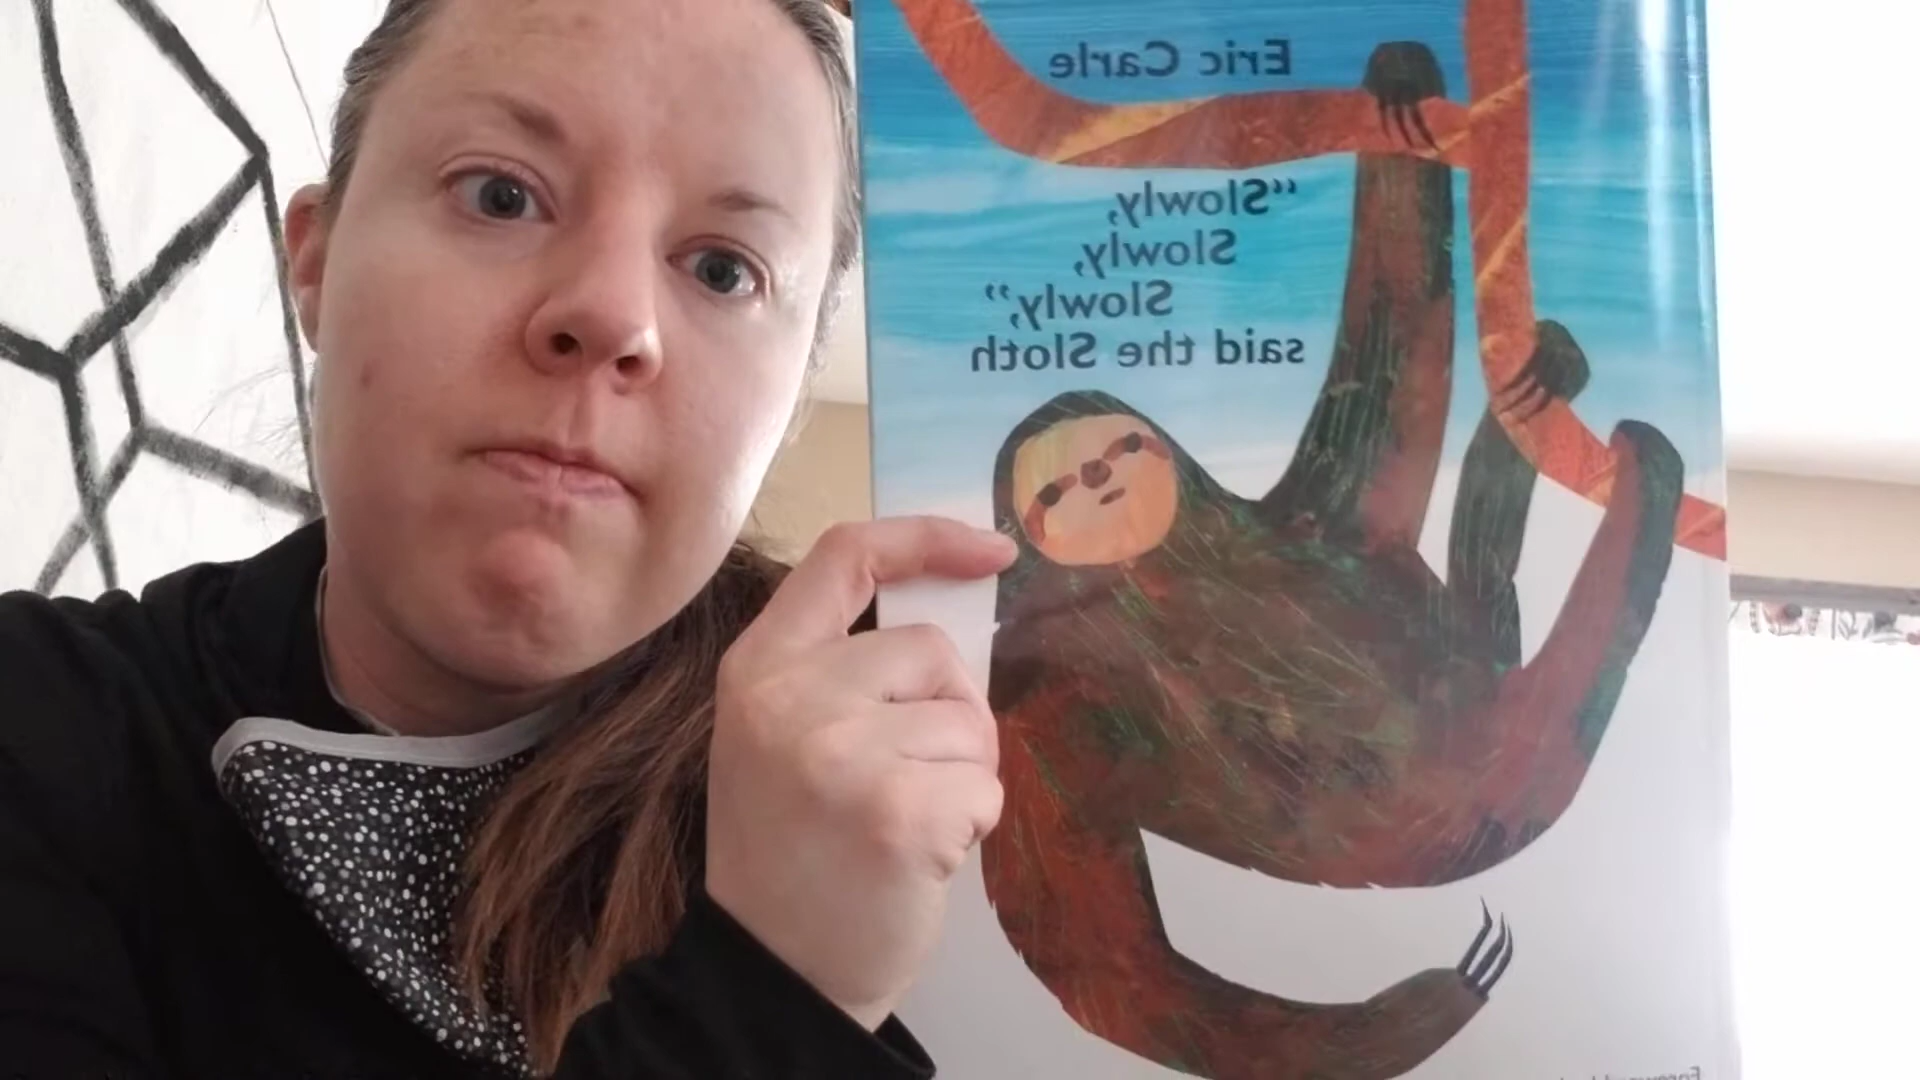 Eric Carle
“Slowly,
Slowly,
Slowly,”
said the Sloth